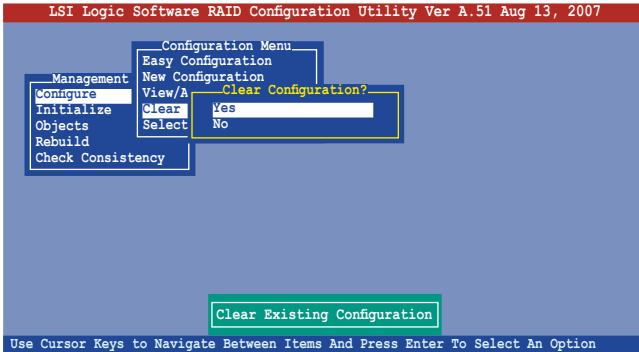 LSI Logic Software RAID Configuration Utility Ver A.51 Aug 13, 2007
Configuration Menu
Easy Configuration
New Configuration
View/A
Clear
Select
Management
Configure
Initialize
Objects
Rebuild
Check Consistency
Clear Configuration?
Yes
No
Clear Existing Configuration
Use Cursor Keys to Navigate Between Items And Press Enter To Select An Option